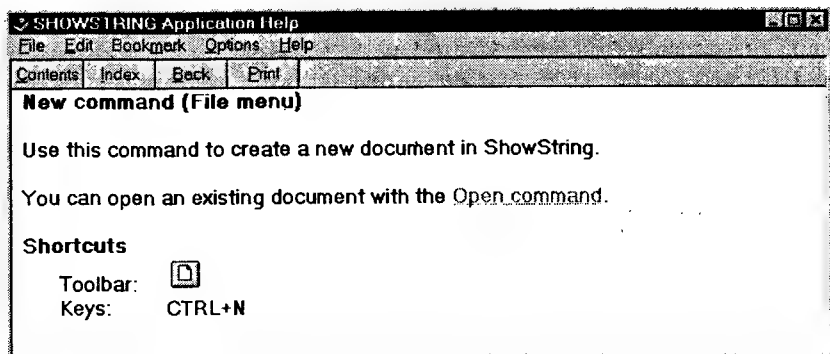 SHOWSTRING Application Help
File Edit Bookmark Options Help
Contents Index Back Print
New command (File menu)
Use this command to create a new document in ShowString.
You can open an existing document with the Open command.
Shortcuts
Toolbar:
Keys: CTRL+N